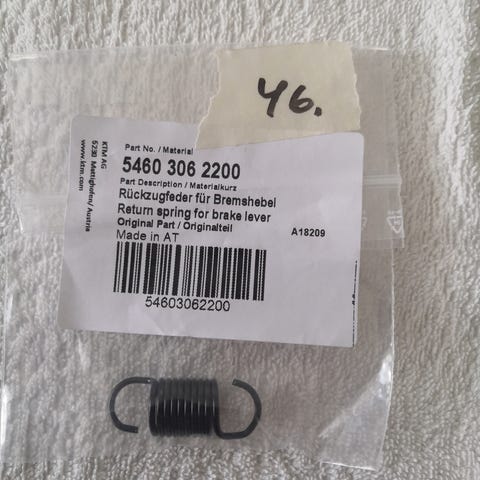 46.
Part No. / Material
5460 306 2200
Part Description / Materialkurz
Rückzugfeder für Bremshebel
Return spring for brake lever
Original Part / Originalteil
A18209
Made in AT
54603062200
KTM AG
5230 Mattighofen/ Austria
www.ktm.com